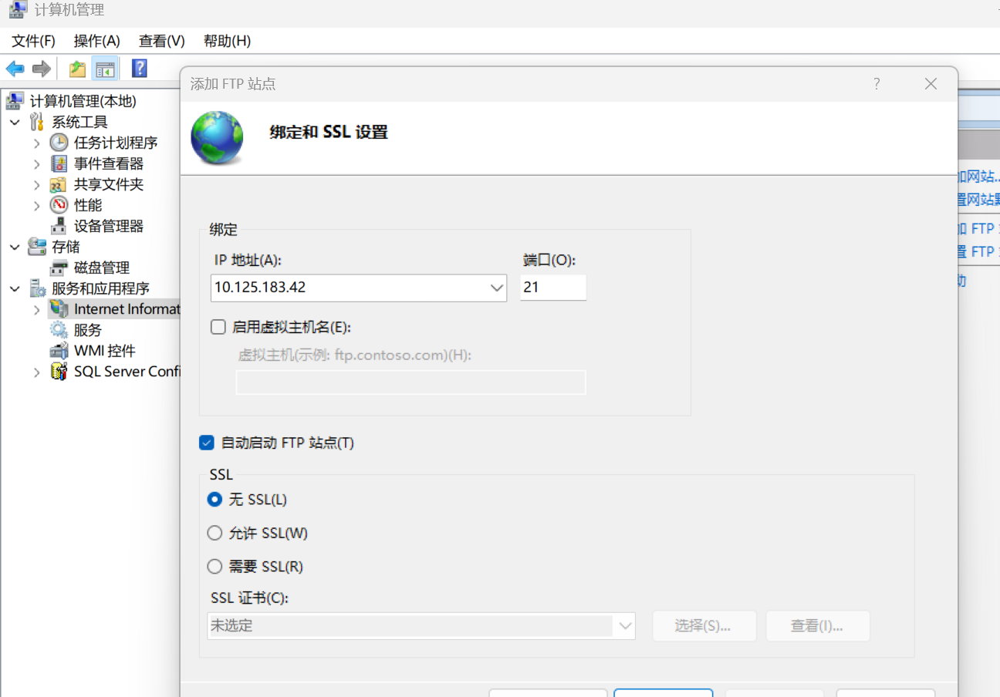 计算机管理
文件(F) 操作(A) 查看(V) 帮助(H)
计算机管理(本地)
系统工具
任务计划程序
事件查看器
共享文件夹
性能
设备管理器
存储
磁盘管理
服务和应用程序
Internet Informat
服务
WMI 控件
SQL Server Confi
添加 FTP 站点
绑定和 SSL 设置
绑定
IP 地址(A): 端口(O):
10.125.183.42 21
启用虚拟主机名(E):
虚拟主机(示例: ftp.contoso.com)(H):
自动启动 FTP 站点(T)
SSL
无 SSL(L)
允许 SSL(W)
需要 SSL(R)
SSL 证书(C):
未选定 选择(S)... 查看(I)...
加网站...
置网站
加 FTP
置 FTP
助